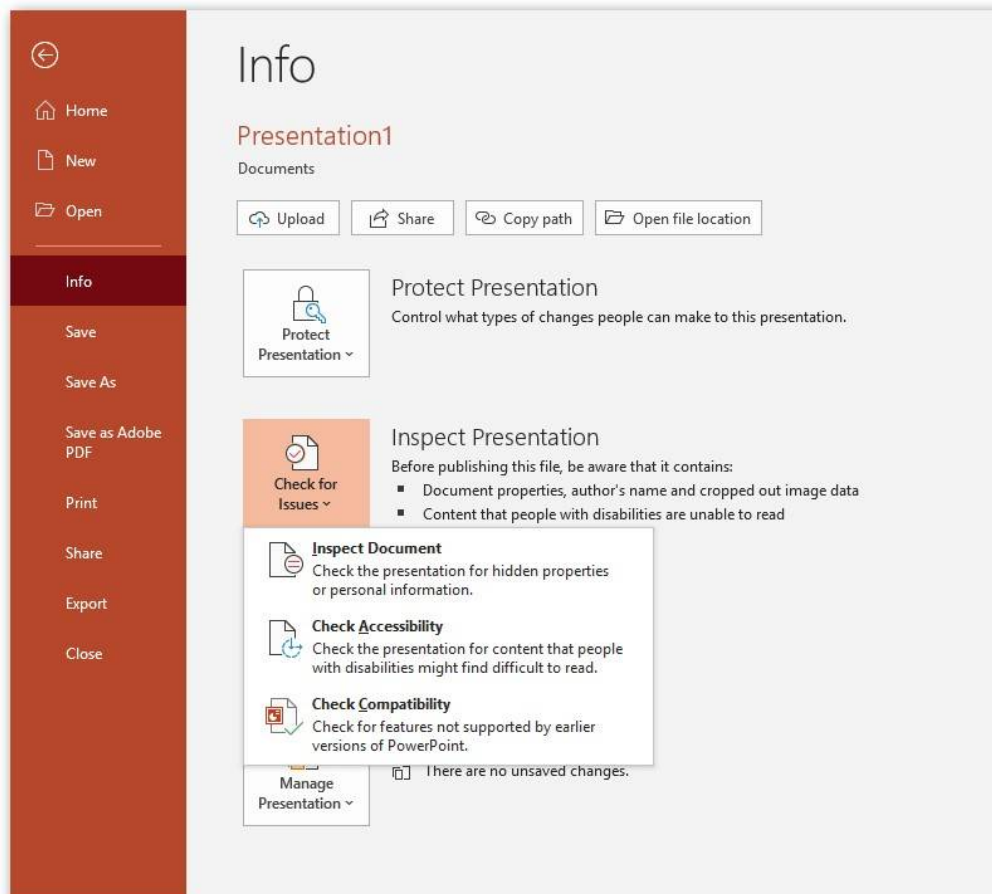 Info
Home
New
Open
Info
Save
Save As
Save as Adobe
PDF
Print
Share
Export
Close
Presentation1
Documents
Upload
Share
Copy path
Open file location
Protect
Presentation
Protect Presentation
Control what types of changes people can make to this presentation.
Check for
Issues
Inspect Presentation
Before publishing this file, be aware that it contains:
Document properties, author's name and cropped out image data
Content that people with disabilities are unable to read
Inspect Document
Check the presentation for hidden properties
or personal information.
Check Accessibility
Check the presentation for content that people
with disabilities might find difficult to read.
Check Compatibility
Check for features not supported by earlier
versions of PowerPoint.
Manage
Presentation
There are no unsaved changes.